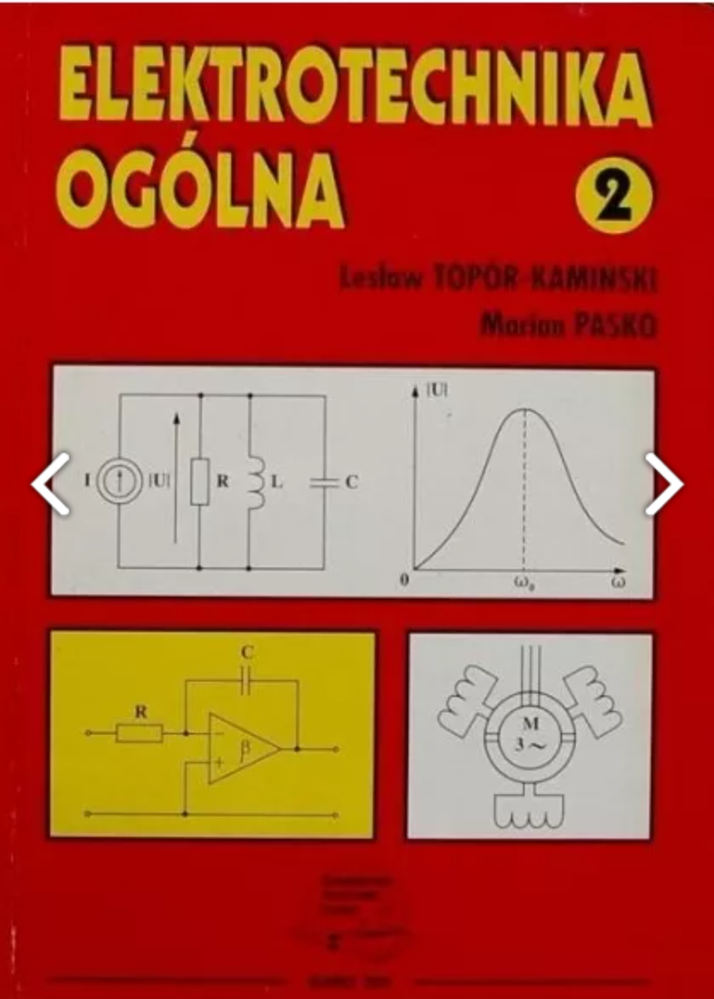 ELEKTROTECHNIKA
OGÓLNA
2
Lesław TOPÓR-KAMIŃSKI
Marian PASKO
I |U| R L C
|U|
0 ω₀ ω
C
R
− β
+
M
3~